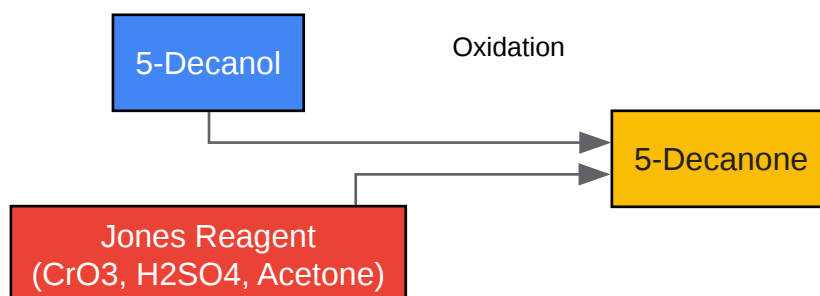 5-Decanol
Oxidation
5-Decanone
Jones Reagent
(CrO3, H2SO4, Acetone)